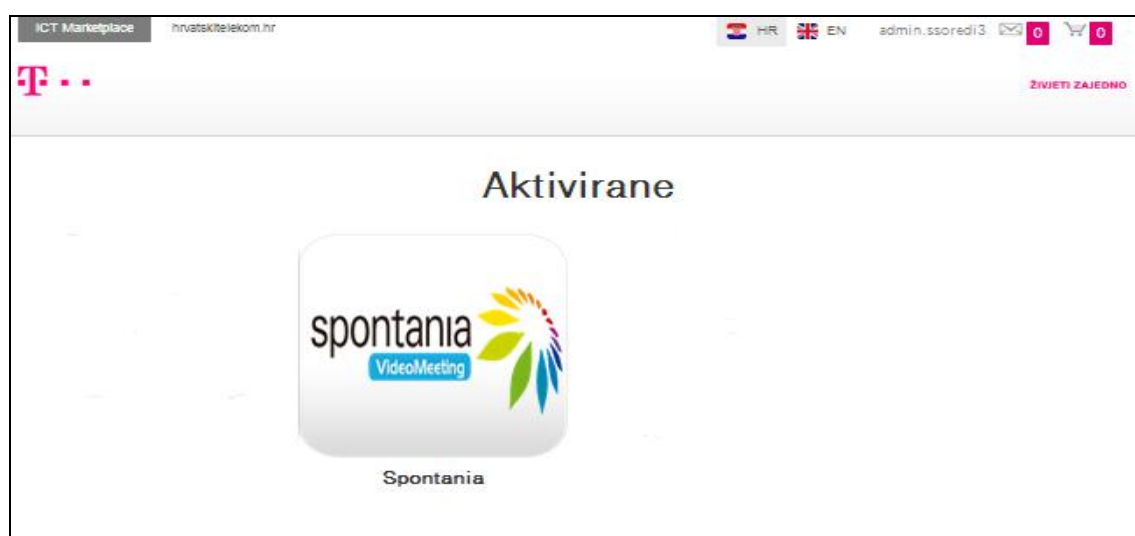 ICT Marketplace hrvatskitelekom.hr HR EN admin.ssoredi3 0 0
T
ŽIVJETI ZAJEDNO
Aktivirane
spontania
VideoMeeting
Spontania